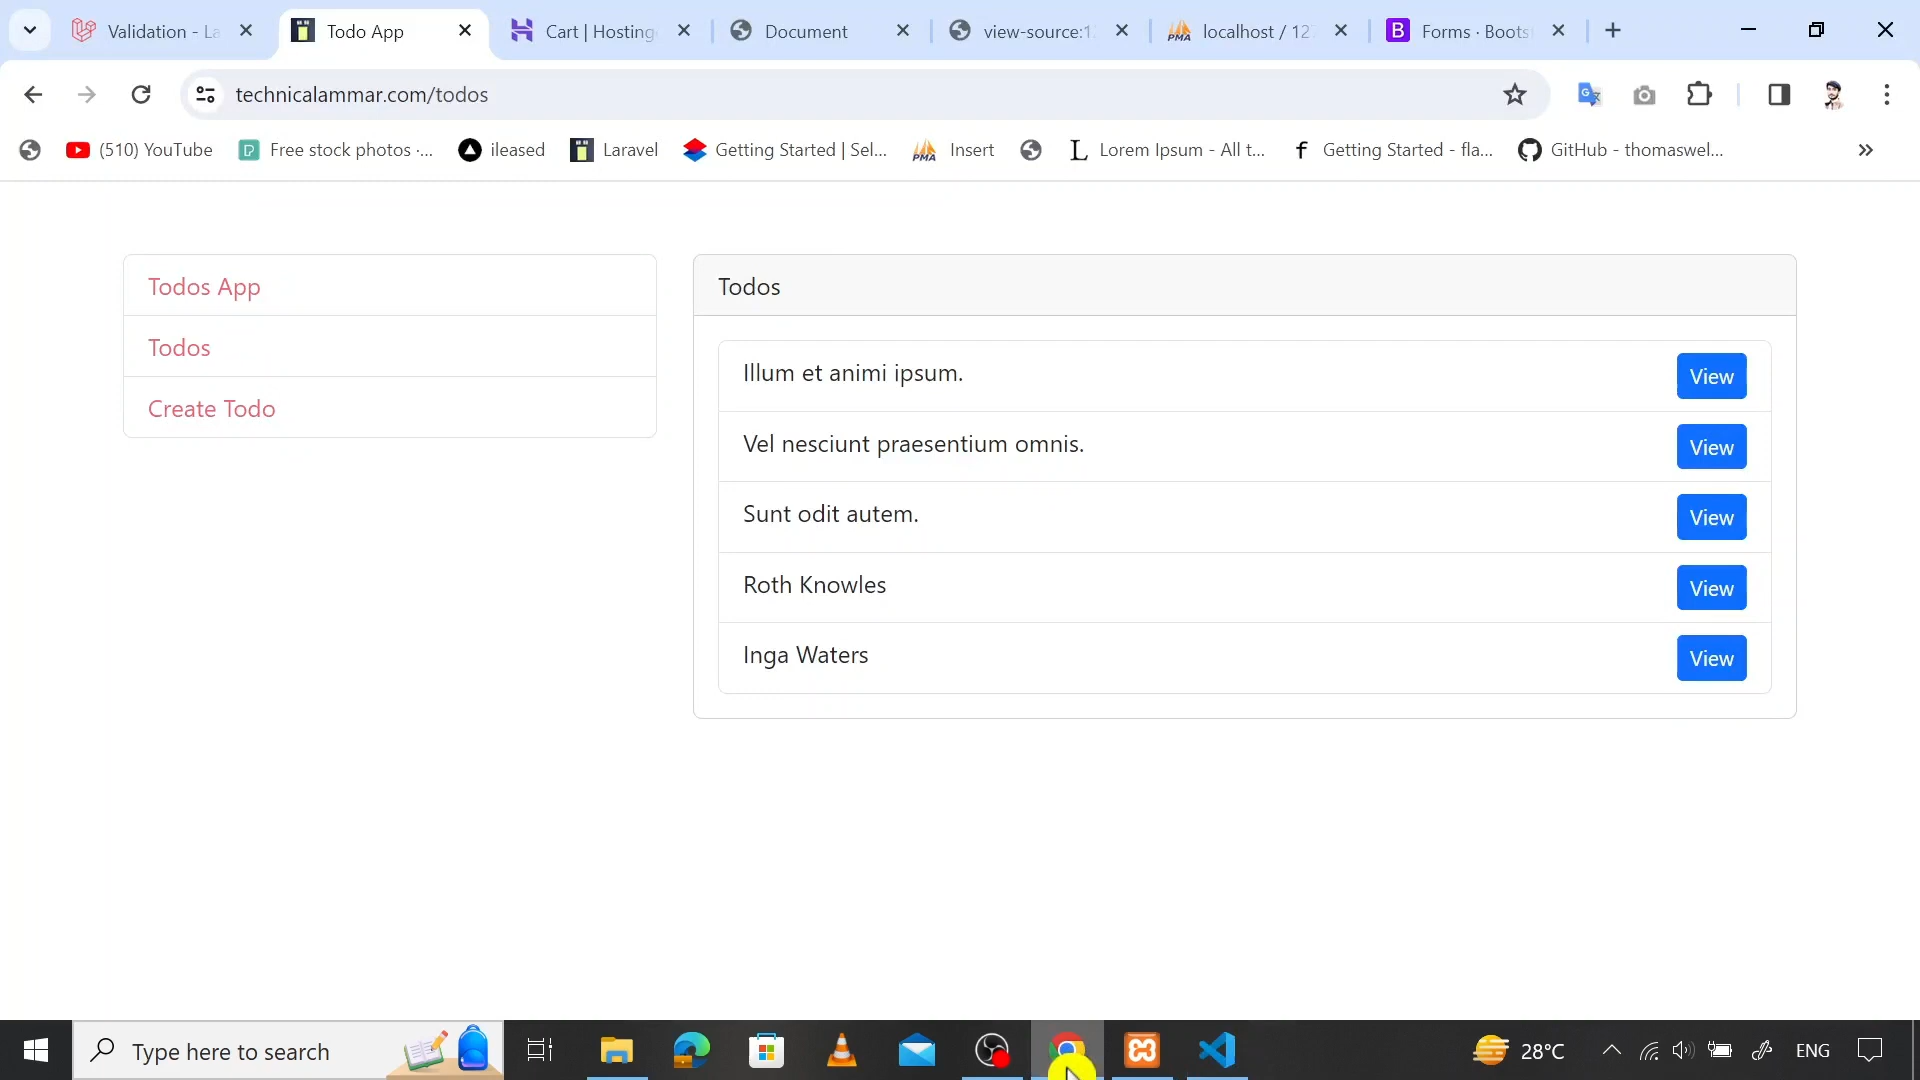 Validation - La
Todo App
Cart | Hosting
Document
view-source:12
localhost / 127
Forms · Boots
technicalammar.com/todos
(510) YouTube
Free stock photos ·...
ileased
Laravel
Getting Started | Sel...
Insert
Lorem Ipsum - All t...
Getting Started - fla...
GitHub - thomaswel...
Todos App
Todos
Create Todo
Todos
Illum et animi ipsum.
View
Vel nesciunt praesentium omnis.
View
Sunt odit autem.
View
Roth Knowles
View
Inga Waters
View
Type here to search
28°C
ENG